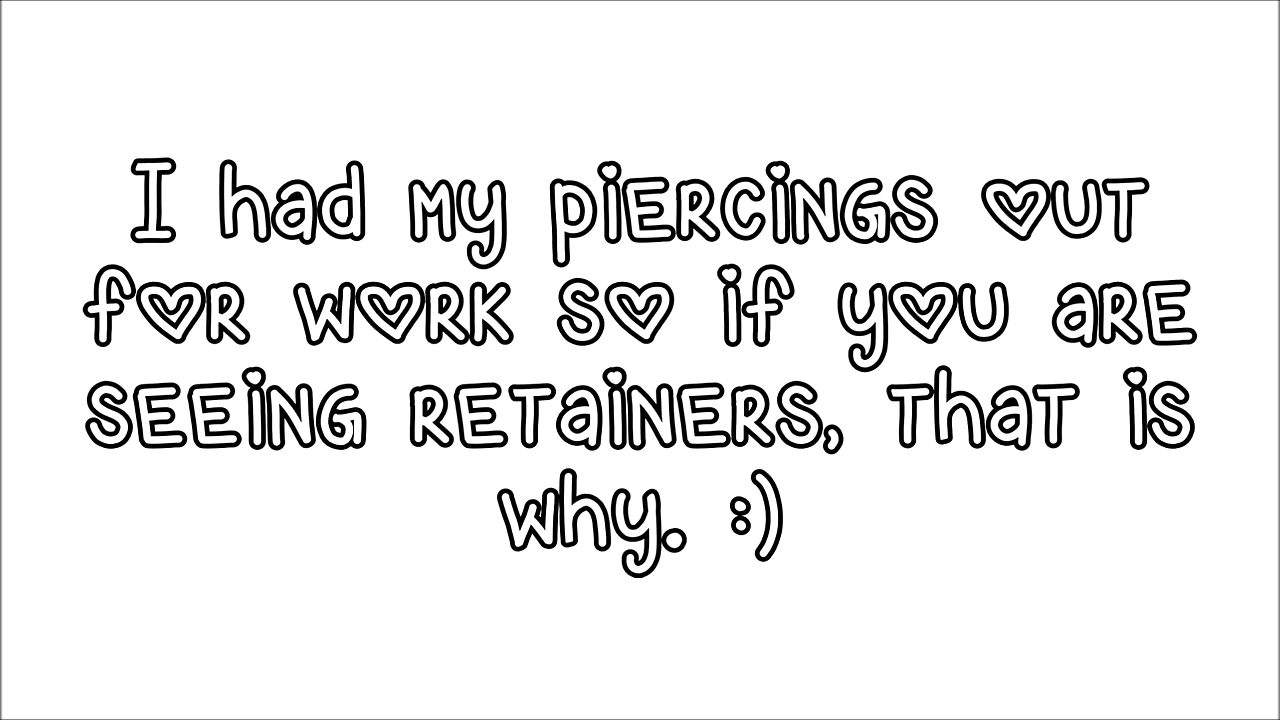 I had my piercings out
for work so if you are
seeing retainers, that is
why. :)